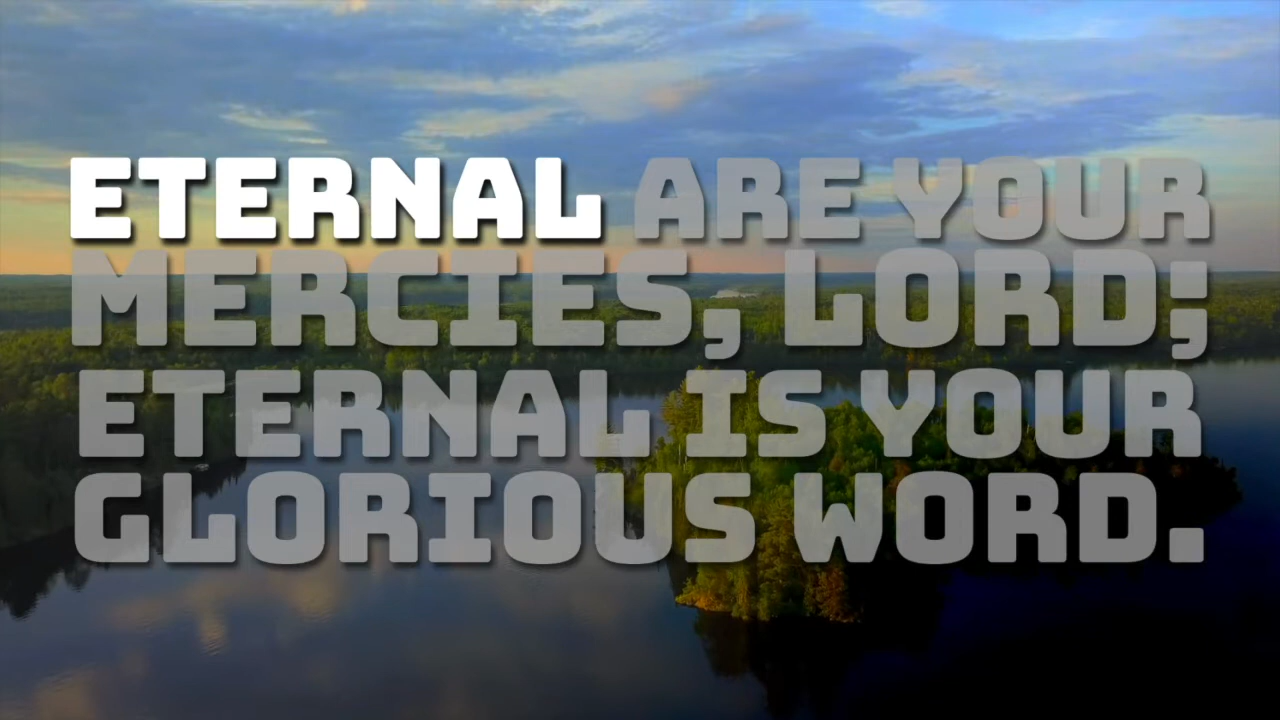 ETERNAL ARE YOUR
MERCIES, LORD;
ETERNAL IS YOUR
GLORIOUS WORD.